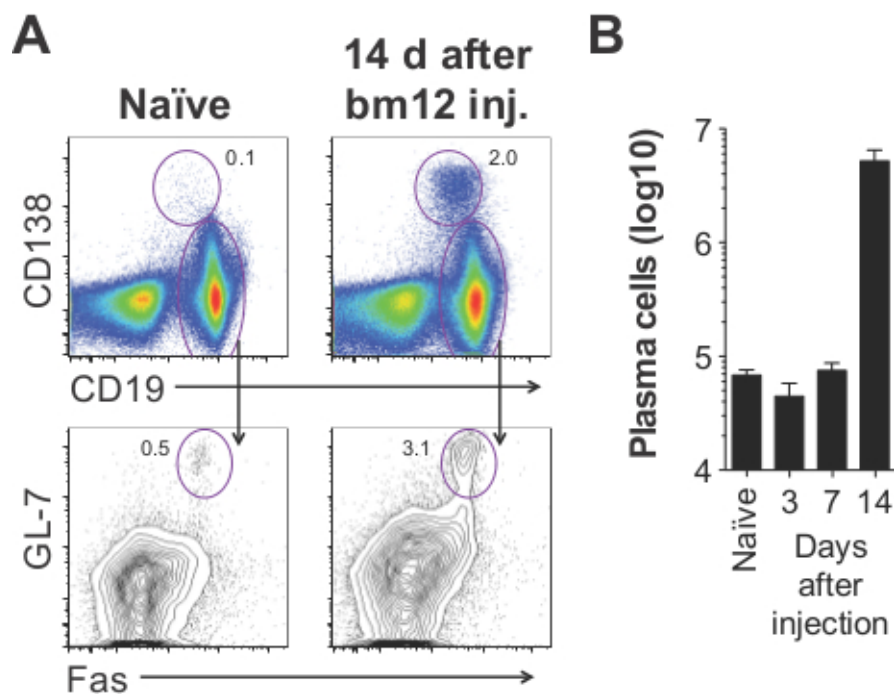 A
Naïve
14 d after
bm12 inj.
0.1
2.0
CD138
CD19
0.5
3.1
GL-7
Fas
B
Plasma cells (log10)
7
6
5
4
Naïve
3
7
14
Days
after
injection